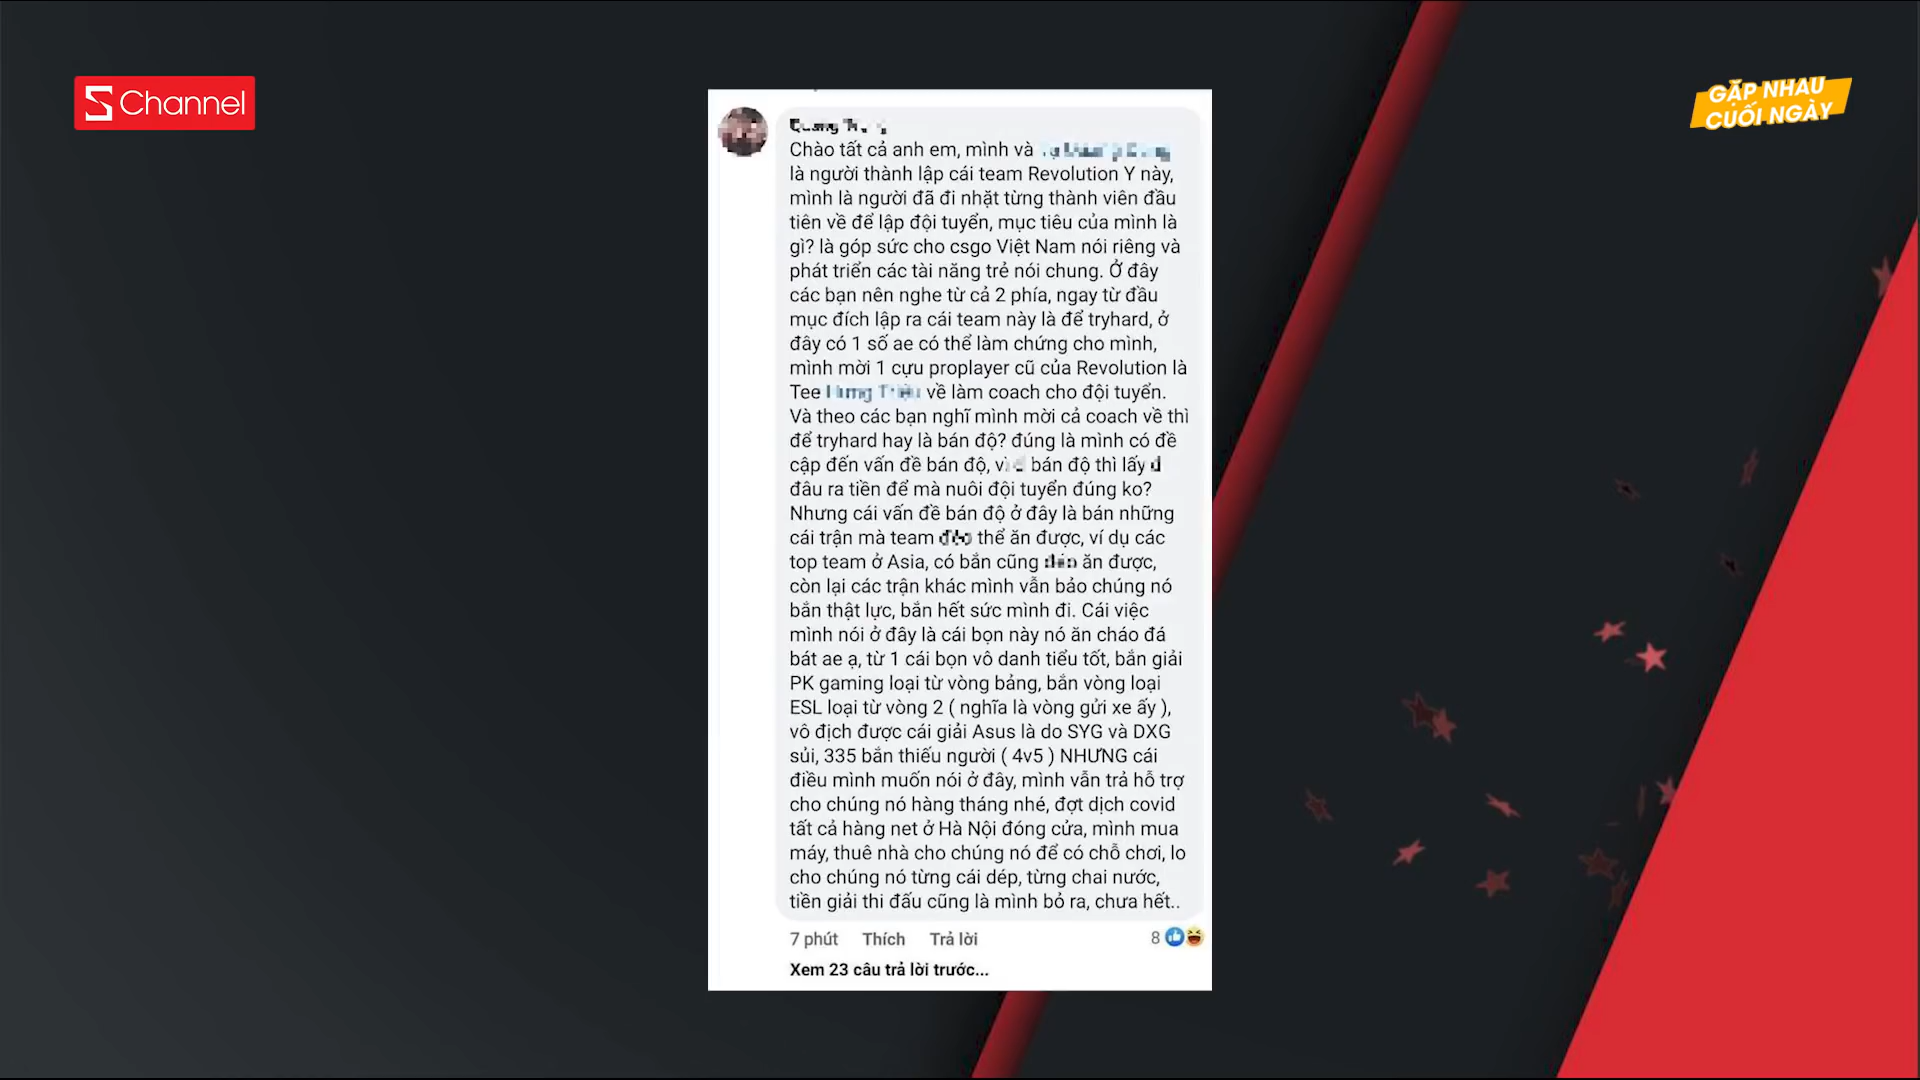 S Channel
GẶP NHAU
CUỐI NGÀY
Chào tất cả anh em, mình và
là người thành lập cái team Revolution Y này,
mình là người đã đi nhặt từng thành viên đầu
tiên về để lập đội tuyển, mục tiêu của mình là
gì? là góp sức cho csgo Việt Nam nói riêng và
phát triển các tài năng trẻ nói chung. Ở đây
các bạn nên nghe từ cả 2 phía, ngay từ đầu
mục đích lập ra cái team này là để tryhard, ở
đây có 1 số ae có thể làm chứng cho mình,
mình mời 1 cựu proplayer cũ của Revolution là
Tee về làm coach cho đội tuyển.
Và theo các bạn nghĩ mình mời cả coach về thì
để tryhard hay là bán độ? đúng là mình có đề
cập đến vấn đề bán độ, bán độ thì lấy
đâu ra tiền để mà nuôi đội tuyển đúng ko?
Nhưng cái vấn đề bán độ ở đây là bán những
cái trận mà team thể ăn được, ví dụ các
top team ở Asia, có bắn cũng ăn được,
còn lại các trận khác mình vẫn bảo chúng nó
bắn thật lực, bắn hết sức mình đi. Cái việc
mình nói ở đây là cái bọn này nó ăn cháo đá
bát ae ạ, từ 1 cái bọn vô danh tiểu tốt, bắn giải
PK gaming loại từ vòng bảng, bắn vòng loại
ESL loại từ vòng 2 ( nghĩa là vòng gửi xe ấy ),
vô địch được cái giải Asus là do SYG và DXG
sủi, 335 bắn thiếu người ( 4v5 ) NHƯNG cái
điều mình muốn nói ở đây, mình vẫn trả hỗ trợ
cho chúng nó hàng tháng nhé, đợt dịch covid
tất cả hàng net ở Hà Nội đóng cửa, mình mua
máy, thuê nhà cho chúng nó để có chỗ chơi, lo
cho chúng nó từng cái dép, từng chai nước,
tiền giải thi đấu cũng là mình bỏ ra, chưa hết..
7 phút Thích Trả lời 8
Xem 23 câu trả lời trước...